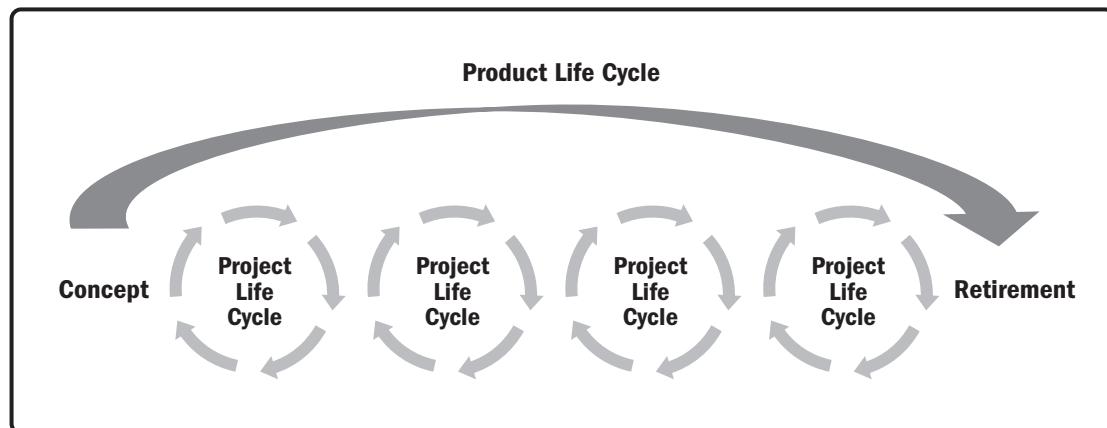 Product Life Cycle
Concept
Project
Life
Cycle
Project
Life
Cycle
Project
Life
Cycle
Project
Life
Cycle
Retirement